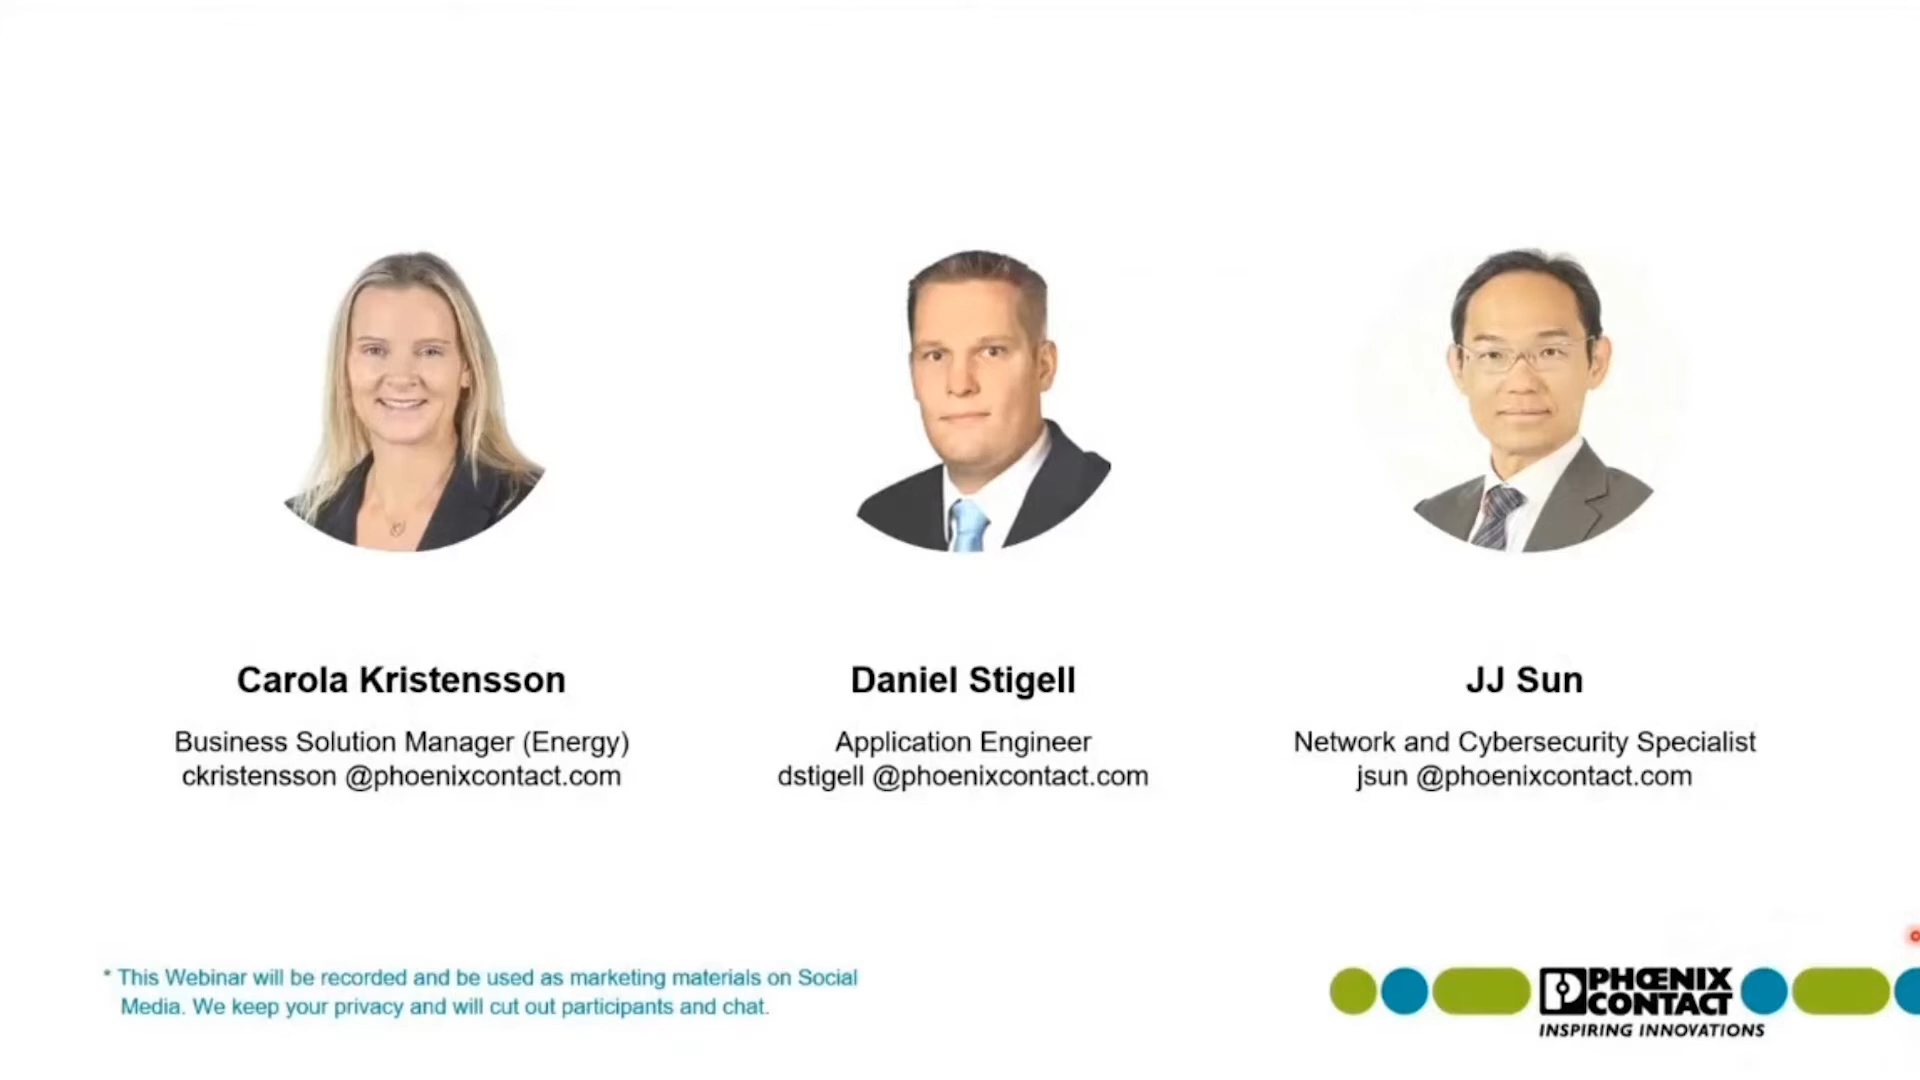 Carola Kristensson
Business Solution Manager (Energy)
ckristensson @phoenixcontact.com
Daniel Stigell
Application Engineer
dstigell @phoenixcontact.com
JJ Sun
Network and Cybersecurity Specialist
jsun @phoenixcontact.com
* This Webinar will be recorded and be used as marketing materials on Social
Media. We keep your privacy and will cut out participants and chat.
PHŒNIX
CONTACT
INSPIRING INNOVATIONS